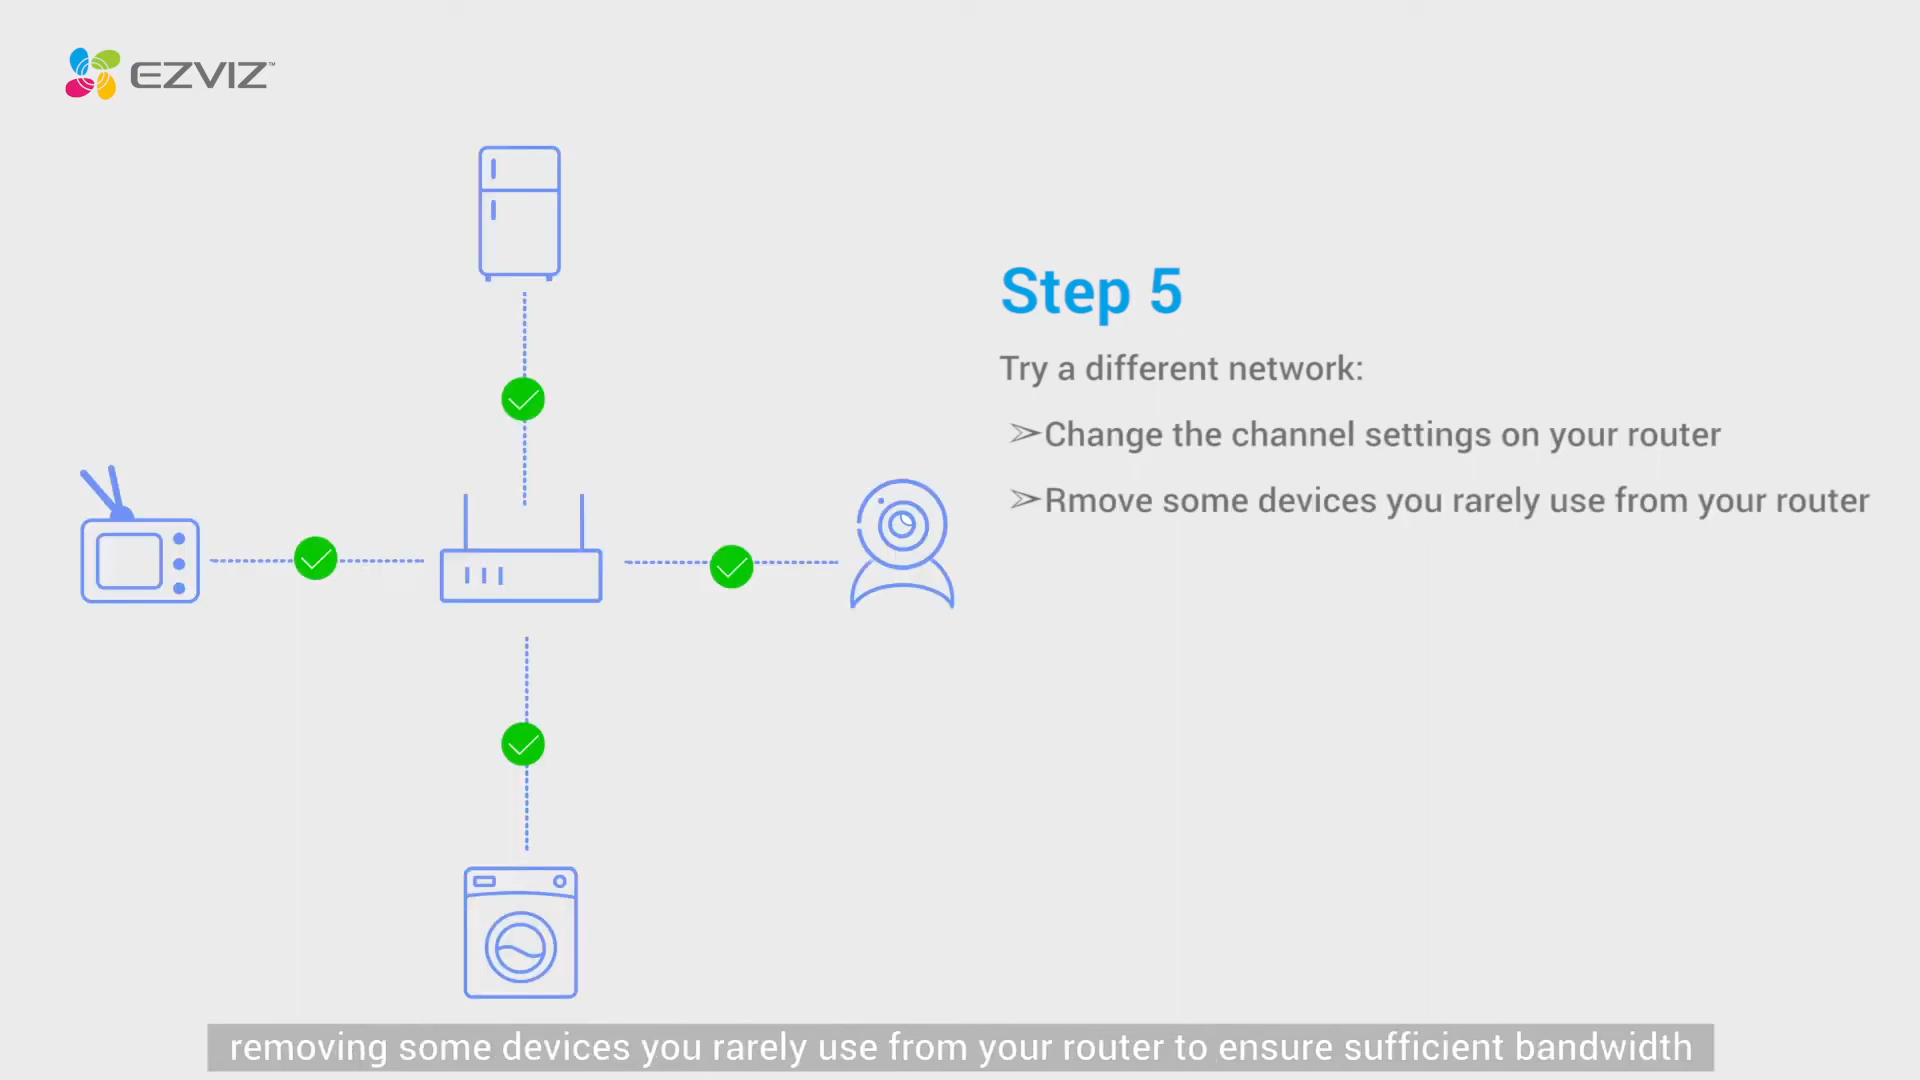 EZVIZ™
Step 5
Try a different network:
➢Change the channel settings on your router
➢Rmove some devices you rarely use from your router
removing some devices you rarely use from your router to ensure sufficient bandwidth